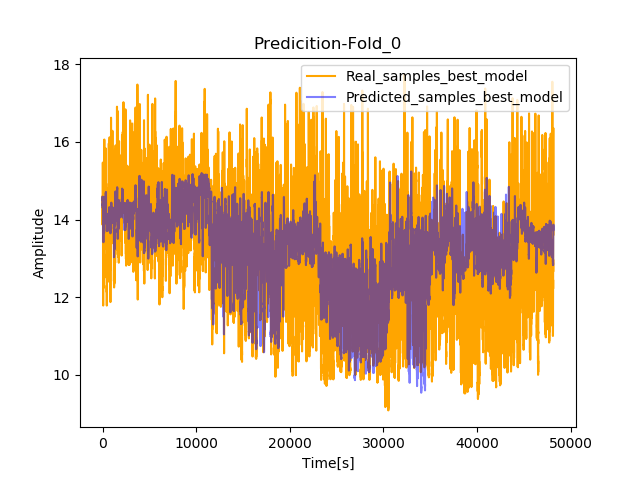 Predicition-Fold_0
Real_samples_best_model
Predicted_samples_best_model
18
16
14
12
10
Amplitude
0
10000
20000
30000
40000
50000
Time[s]